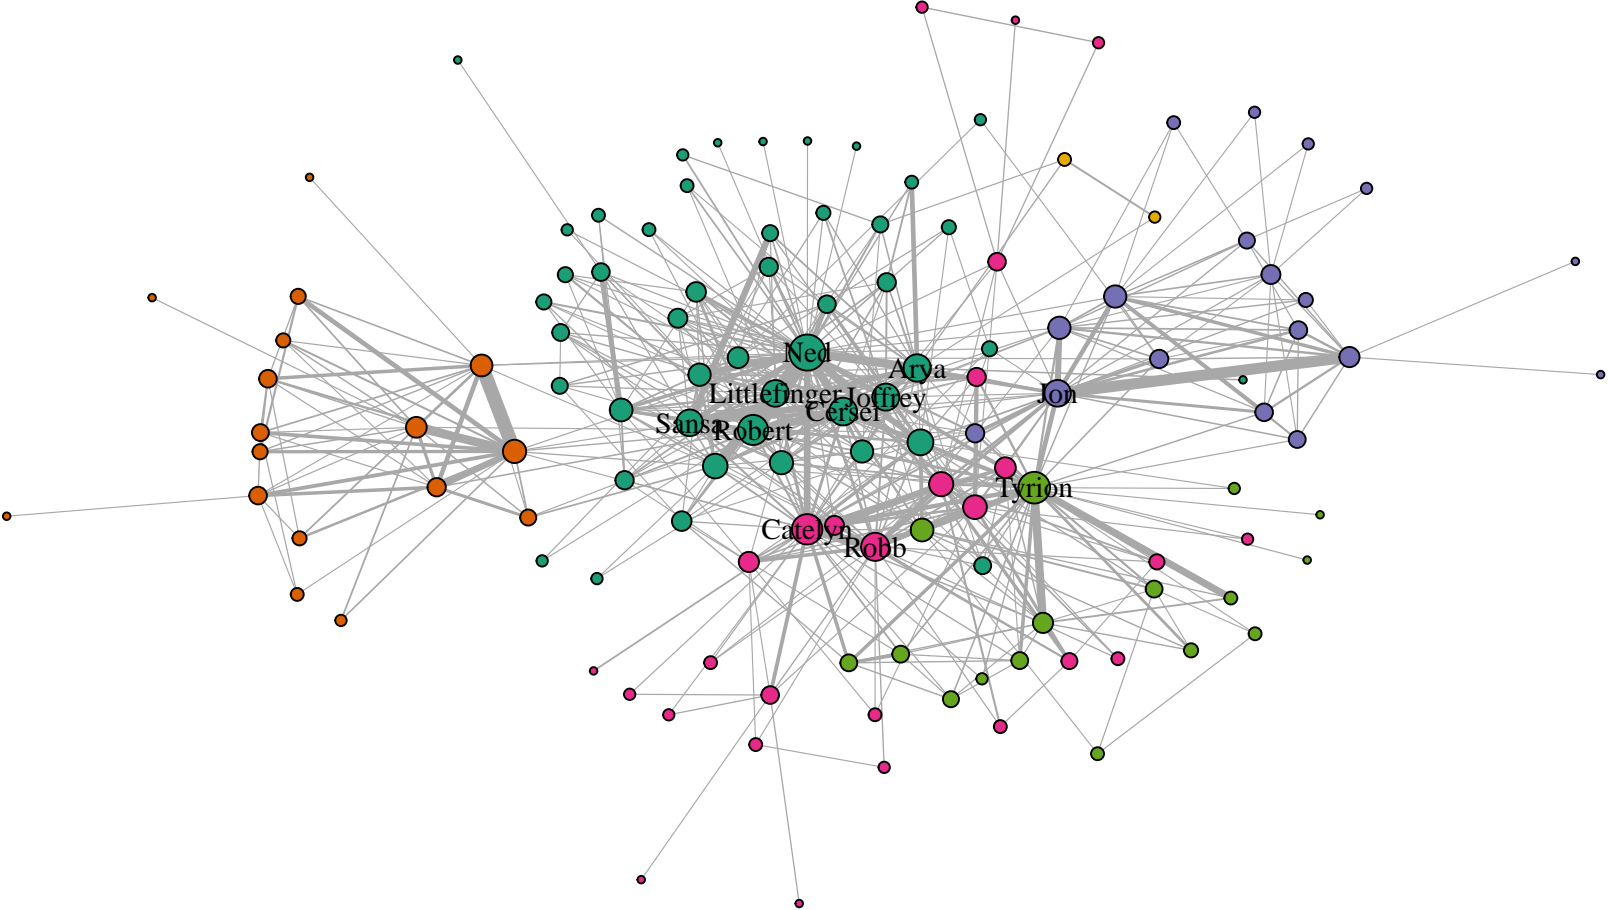 Ned
Arya
Littlefinger
Joffrey
Jon
Cersei
Sansa
Robert
Tyrion
Catelyn
Robb